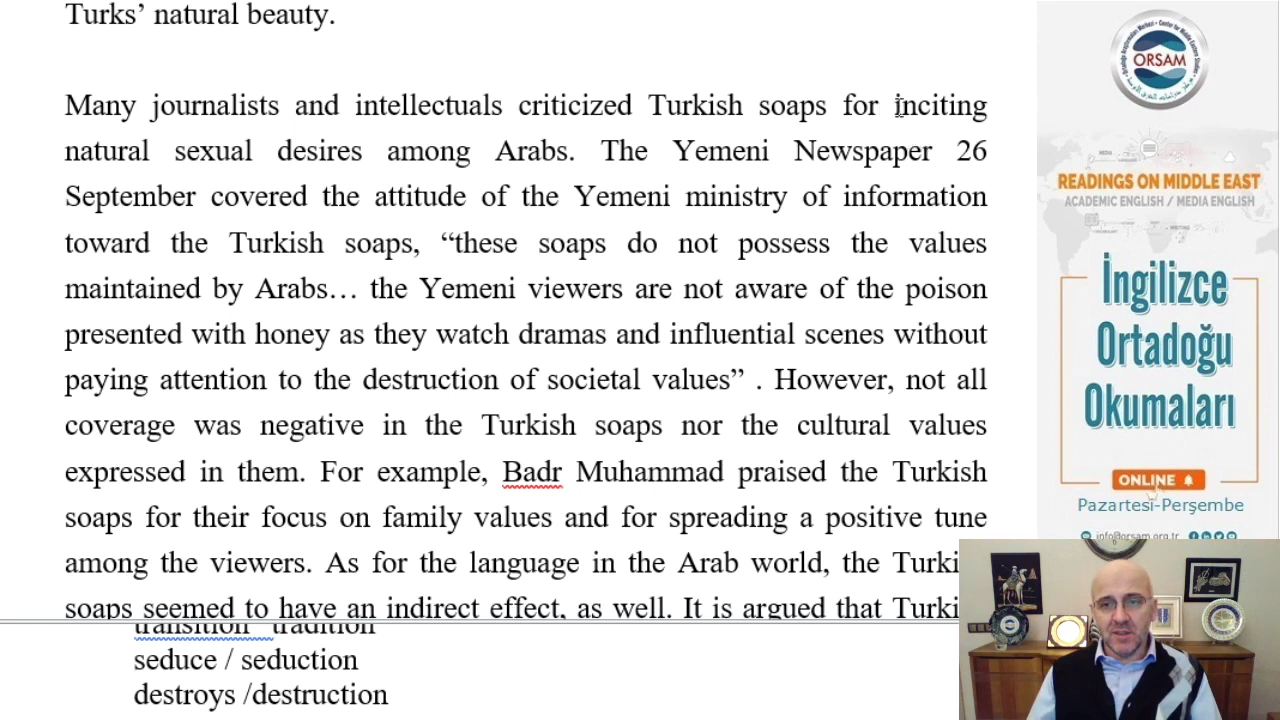 Turks’ natural beauty.
Many journalists and intellectuals criticized Turkish soaps for inciting
natural sexual desires among Arabs. The Yemeni Newspaper 26
September covered the attitude of the Yemeni ministry of information
toward the Turkish soaps, “these soaps do not possess the values
maintained by Arabs… the Yemeni viewers are not aware of the poison
presented with honey as they watch dramas and influential scenes without
paying attention to the destruction of societal values” . However, not all
coverage was negative in the Turkish soaps nor the cultural values
expressed in them. For example, Badr Muhammad praised the Turkish
soaps for their focus on family values and for spreading a positive tune
among the viewers. As for the language in the Arab world, the Turki
soaps seemed to have an indirect effect, as well. It is argued that Turki
transition tradition
seduce / seduction
destroys /destruction
ORSAM
READINGS ON MIDDLE EAST
ACADEMIC ENGLISH / MEDIA ENGLISH
İngilizce
Ortadoğu
Okumaları
ONLINE
Pazartesi-Perşembe
info@orsam.org.tr